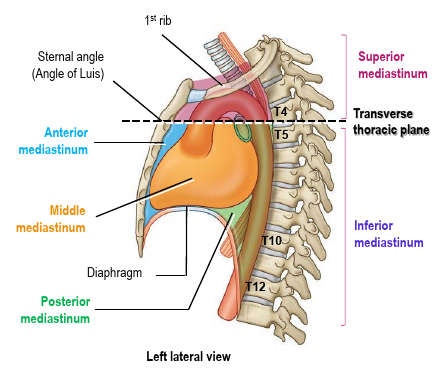 1st rib
Sternal angle
(Angle of Luis)
Superior
mediastinum
T4
Transverse
thoracic plane
T5
Anterior
mediastinum
Middle
mediastinum
Inferior
mediastinum
T10
Diaphragm
T12
Posterior
mediastinum
Left lateral view